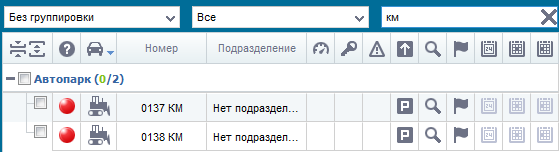 Без группировки Все км
Номер Подразделение
Автопарк (0/2)
0137 КМ Нет подраздел...
0138 КМ Нет подраздел...